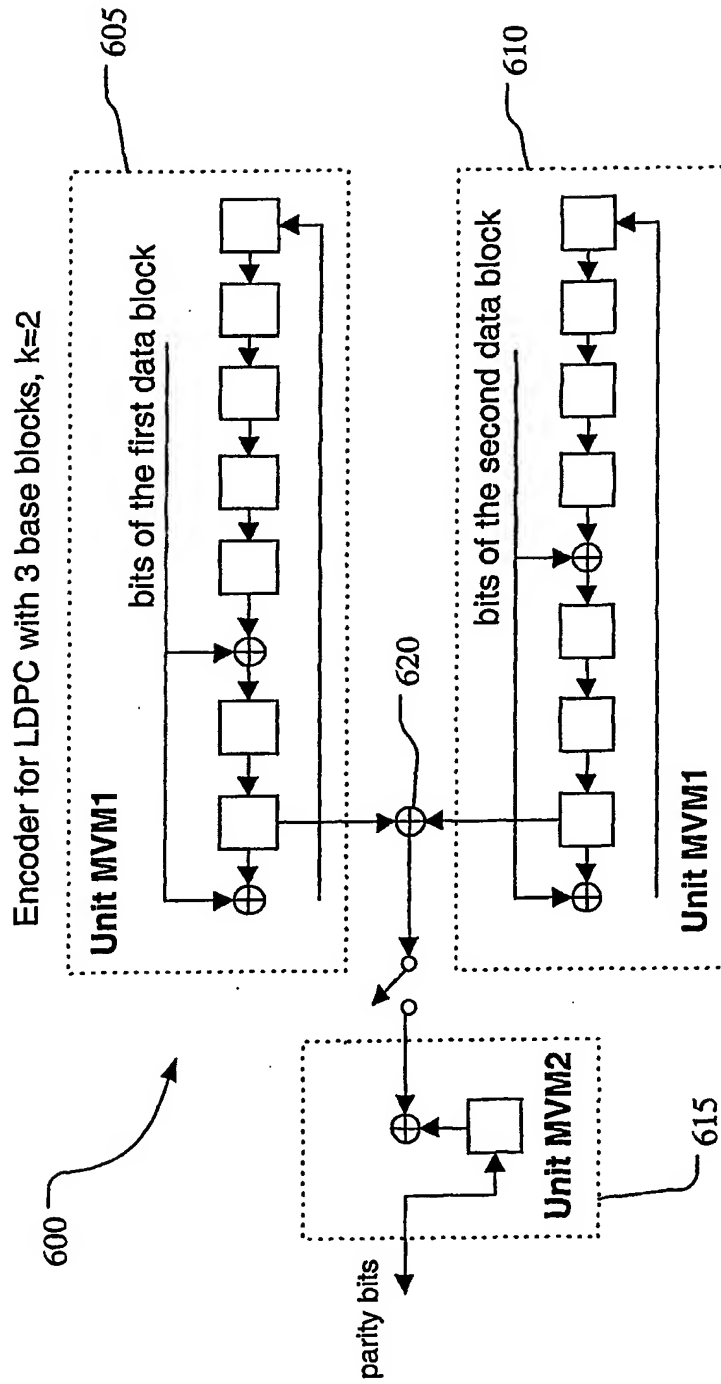 Encoder for LDPC with 3 base blocks, k=2
600
605
Unit MVM1
bits of the first data block
620
610
bits of the second data block
Unit MVM1
parity bits
Unit MVM2
615